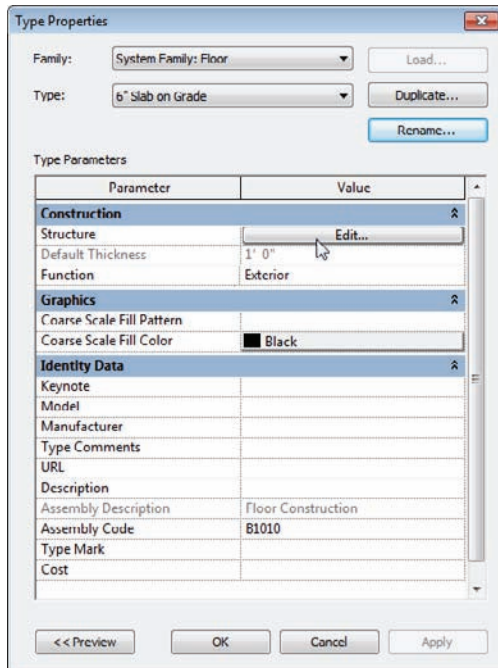 Type Properties
Family: System Family: Floor Load...
Type: 6" Slab on Grade Duplicate...
Rename...
Type Parameters
Parameter Value
Construction
Structure Edit...
Default Thickness 1' 0"
Function Exterior
Graphics
Coarse Scale Fill Pattern
Coarse Scale Fill Color Black
Identity Data
Keynote
Model
Manufacturer
Type Comments
URL
Description
Assembly Description Floor Construction
Assembly Code B1010
Type Mark
Cost
<< Preview OK Cancel Apply